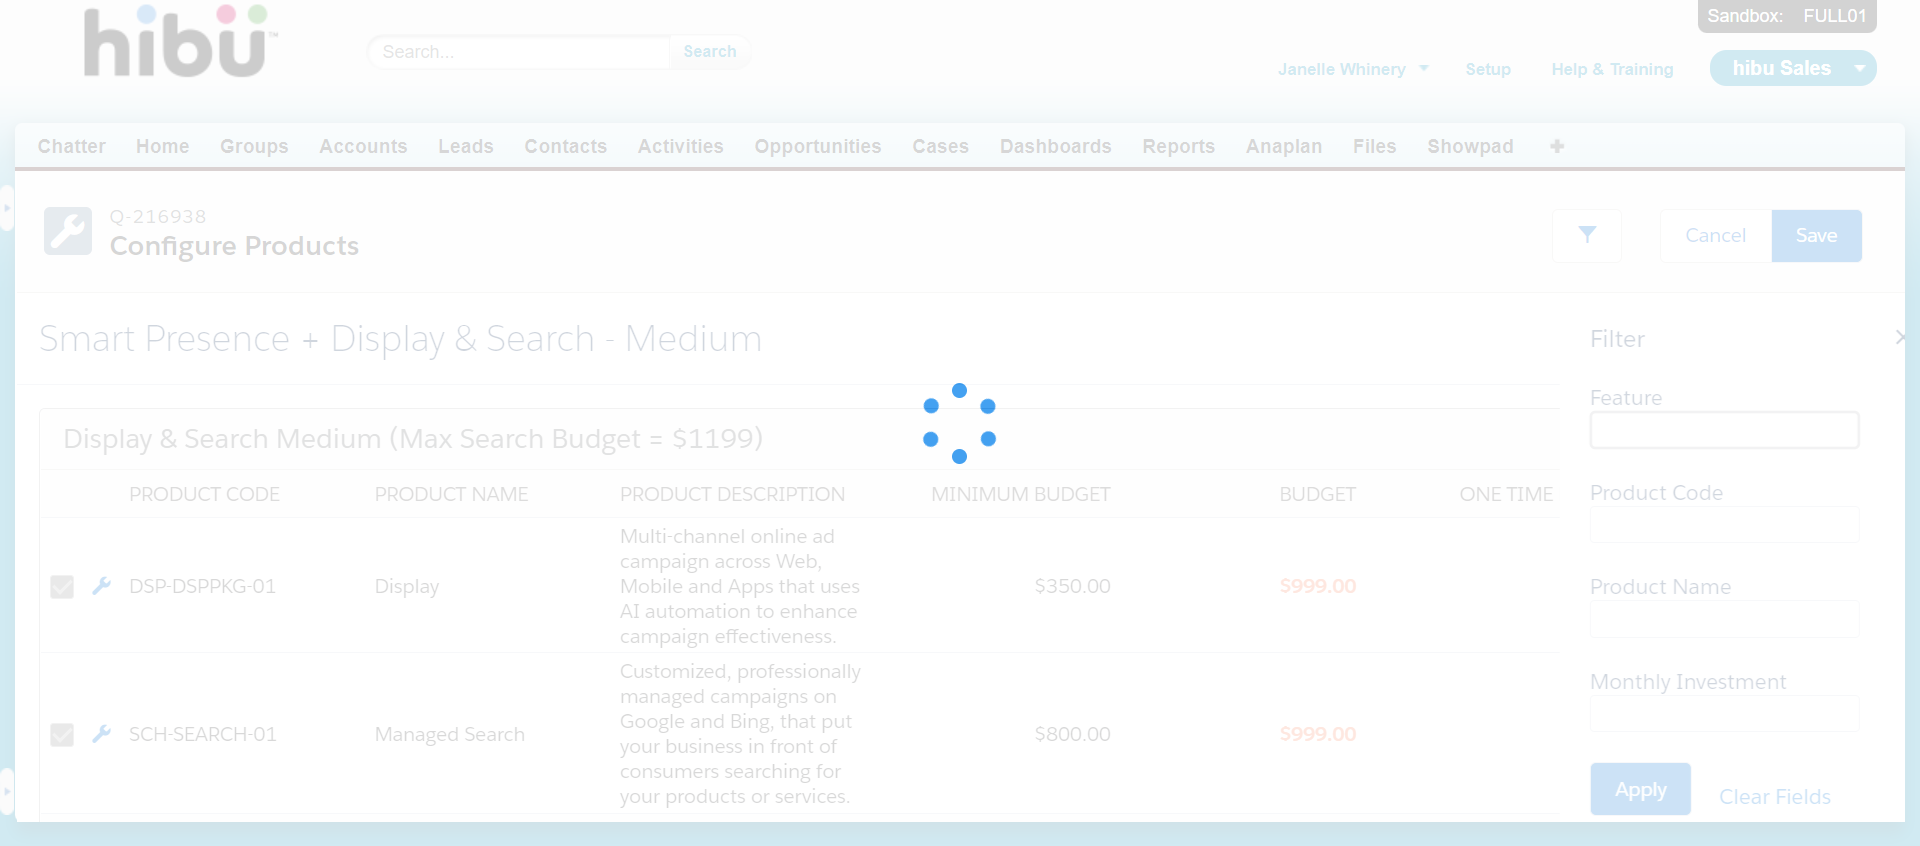 hibü™
Search...
Search
Sandbox: FULL01
Janelle Whinery
Setup
Help & Training
hibu Sales
Chatter Home Groups Accounts Leads Contacts Activities Opportunities Cases Dashboards Reports Anaplan Files Showpad
Q-216938
Configure Products
Cancel
Save
Smart Presence + Display & Search - Medium
Display & Search Medium (Max Search Budget = $1199)
PRODUCT CODE PRODUCT NAME PRODUCT DESCRIPTION MINIMUM BUDGET BUDGET ONE TIME
DSP-DSPPKG-01
Display
Multi-channel online ad
campaign across Web,
Mobile and Apps that uses
AI automation to enhance
campaign effectiveness.
$350.00
$999.00
SCH-SEARCH-01
Managed Search
Customized, professionally
managed campaigns on
Google and Bing, that put
your business in front of
consumers searching for
your products or services.
$800.00
$999.00
Filter
Feature
Product Code
Product Name
Monthly Investment
Apply
Clear Fields